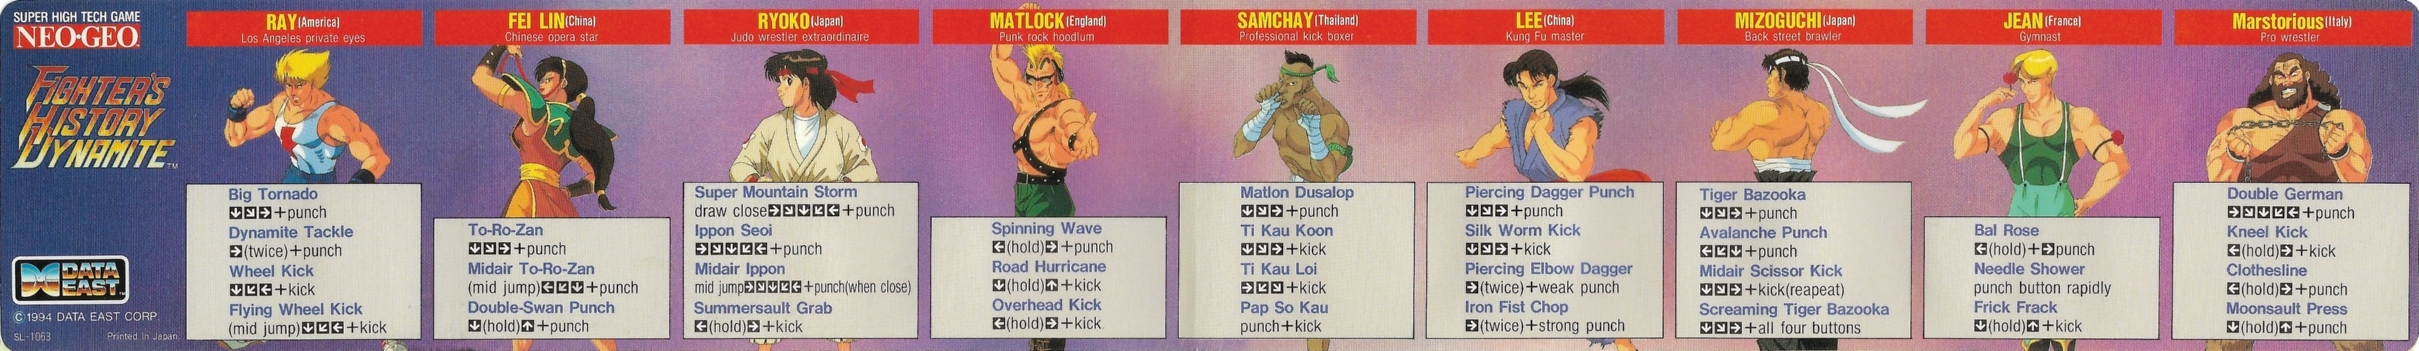 SUPER HIGH TECH GAME
NEO·GEO
FIGHTER'S
HISTORY
DYNAMITE™
DATA
EAST
©1994 DATA EAST CORP.
SL-1063 Printed in Japan.
RAY(America)
Los Angeles private eyes
Big Tornado
↓↘→+punch
Dynamite Tackle
→(twice)+punch
Wheel Kick
↓↙←+kick
Flying Wheel Kick
(mid jump)↓↙←+kick
FEI LIN(China)
Chinese opera star
To-Ro-Zan
↓↘→+punch
Midair To-Ro-Zan
(mid jump)←↙↓+punch
Double-Swan Punch
↓(hold)↑+punch
RYOKO(Japan)
Judo wrestler extraordinaire
Super Mountain Storm
draw close→↘↓↙←+punch
Ippon Seoi
→↘↓↙←+punch
Midair Ippon
mid jump→↘↓↙←+punch(when close)
Summersault Grab
←(hold)→+kick
MATLOCK(England)
Punk rock hoodlum
Spinning Wave
←(hold)→+punch
Road Hurricane
↓(hold)↑+kick
Overhead Kick
←(hold)→+kick
SAMCHAY(Thailand)
Professional kick boxer
Matlon Dusalop
↓↘→+punch
Ti Kau Koon
↓↘→+kick
Ti Kau Loi
→↓↘+kick
Pap So Kau
punch+kick
LEE(China)
Kung Fu master
Piercing Dagger Punch
↓↘→+punch
Silk Worm Kick
↓↘→+kick
Piercing Elbow Dagger
→(twice)+weak punch
Iron Fist Chop
→(twice)+strong punch
MIZOGUCHI(Japan)
Back street brawler
Tiger Bazooka
↓↘→+punch
Avalanche Punch
←↙↓+punch
Midair Scissor Kick
↓↘→+kick(reapeat)
Screaming Tiger Bazooka
↓↘→+all four buttons
JEAN(France)
Gymnast
Bal Rose
←(hold)+→punch
Needle Shower
punch button rapidly
Frick Frack
↓(hold)↑+kick
Marstorious(Italy)
Pro wrestler
Double German
→↘↓↙←+punch
Kneel Kick
←(hold)→+kick
Clothesline
←(hold)→+punch
Moonsault Press
↓(hold)↑+punch